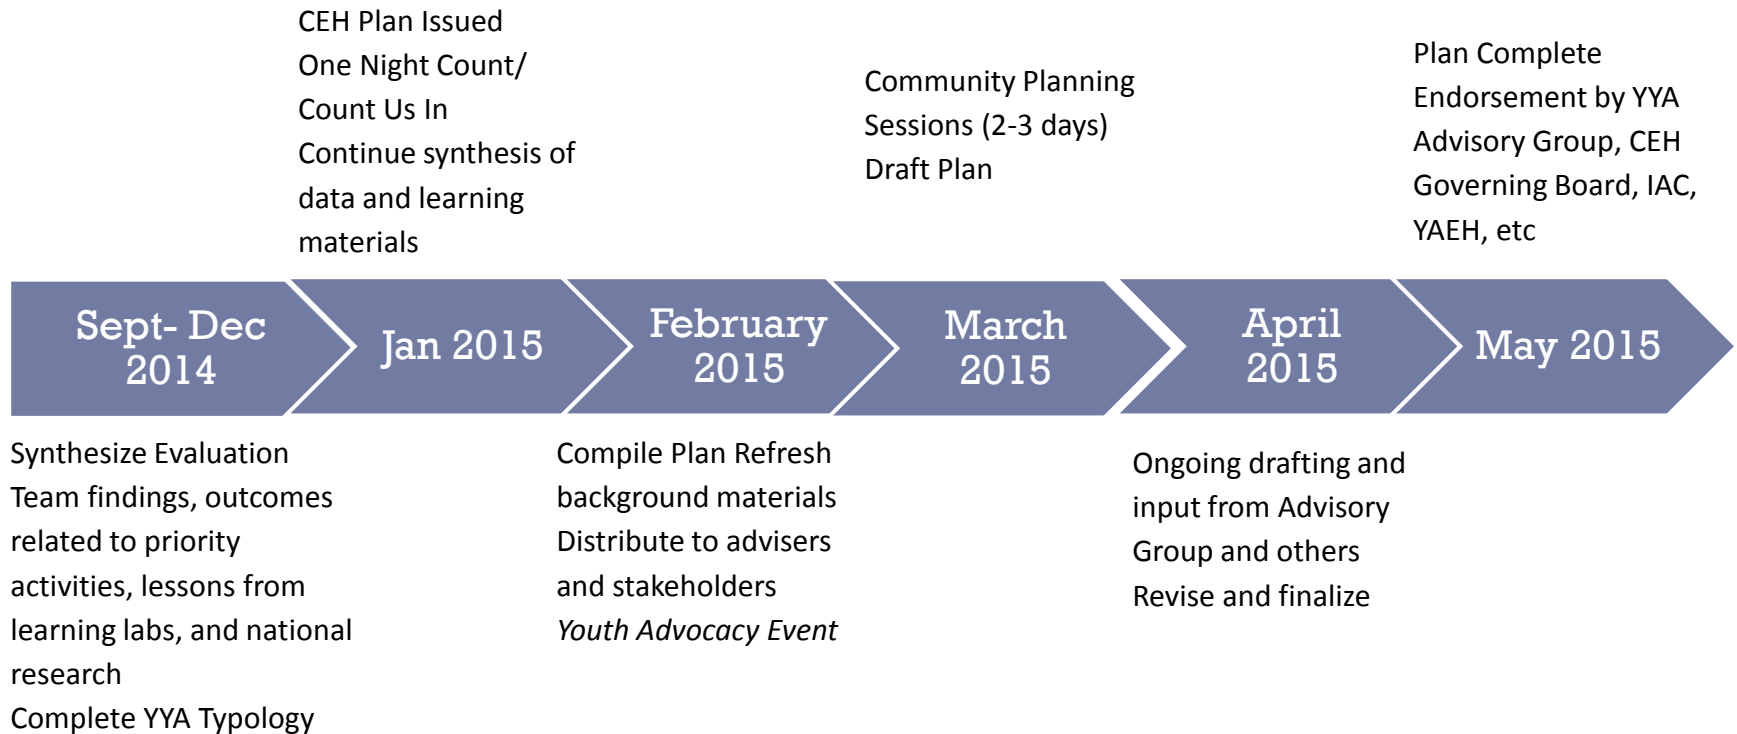 CEH Plan Issued
One Night Count/
Count Us In
Continue synthesis of
data and learning
materials
Community Planning
Sessions (2-3 days)
Draft Plan
Plan Complete
Endorsement by YYA
Advisory Group, CEH
Governing Board, IAC,
YAEH, etc
Sept- Dec
2014
Jan 2015
February
2015
March
2015
April
2015
May 2015
Synthesize Evaluation
Team findings, outcomes
related to priority
activities, lessons from
learning labs, and national
research
Complete YYA Typology
Compile Plan Refresh
background materials
Distribute to advisers
and stakeholders
Youth Advocacy Event
Ongoing drafting and
input from Advisory
Group and others
Revise and finalize